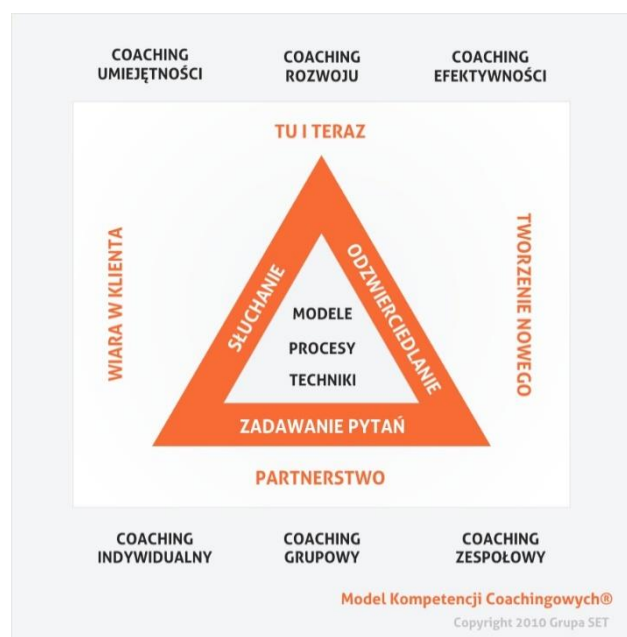 COACHING
UMIEJĘTNOŚCI
COACHING
ROZWOJU
COACHING
EFEKTYWNOŚCI
TU I TERAZ
WIARA W KLIENTA
TWORZENIE NOWEGO
SŁUCHANIE
ODZWIERCIEDLANIE
MODELE
PROCESY
TECHNIKI
ZADAWANIE PYTAŃ
PARTNERSTWO
COACHING
INDYWIDUALNY
COACHING
GRUPOWY
COACHING
ZESPOŁOWY
Model Kompetencji Coachingowych®
Copyright 2010 Grupa SET